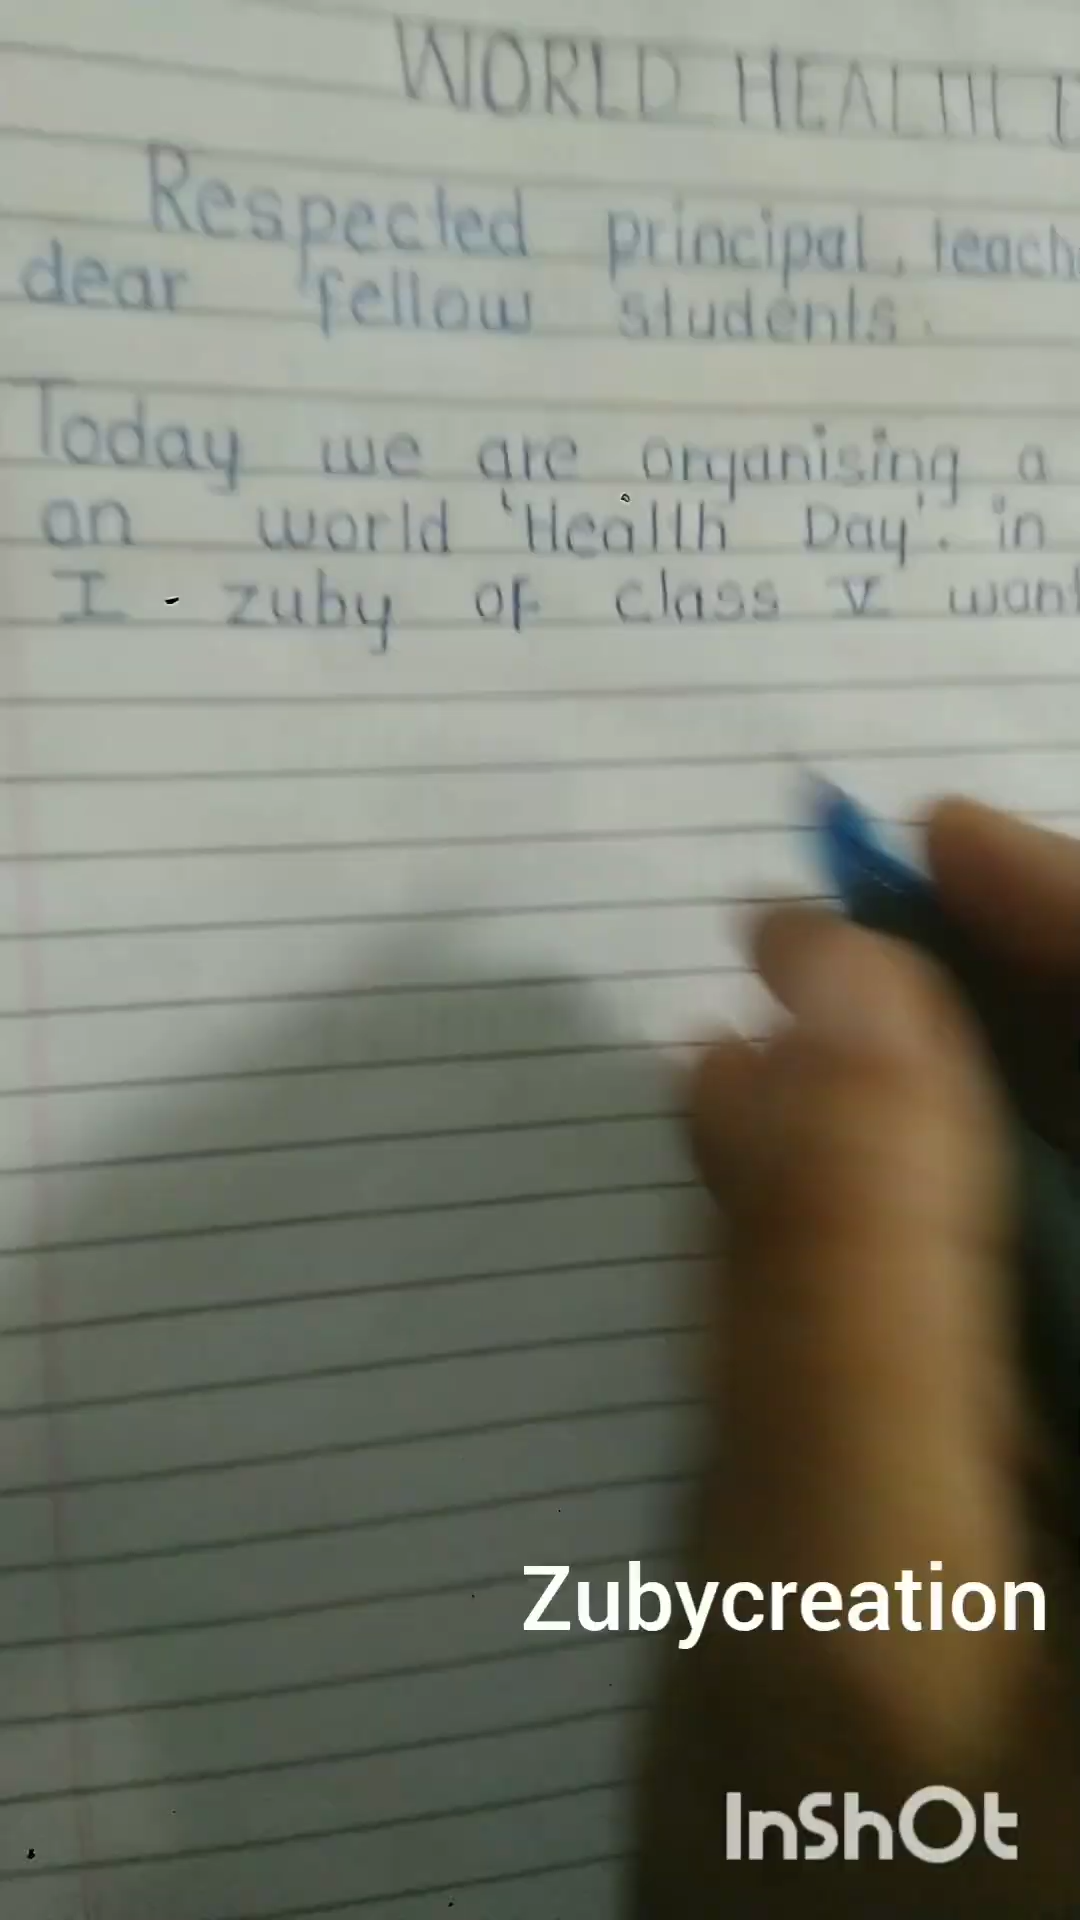 WORLD HEALTH
Respected principal, teach
dear fellow students.
Today we are organising a
on world 'Health Day'. in
I - zuby of class V want
Zubycreation
InShOt